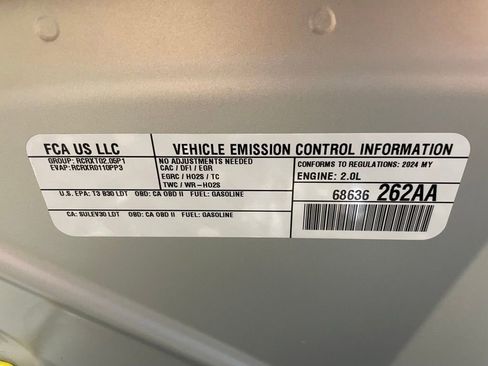 FCA US LLC
VEHICLE EMISSION CONTROL INFORMATION
GROUP: RCRXT02.05P1
EVAP: RCRXR0110PP3
NO ADJUSTMENTS NEEDED
CAC / DFI / EGR
EGRC / HO2S / TC
TWC / WR-HO2S
CONFORMS TO REGULATIONS: 2024 MY
ENGINE: 2.0L
U.S. EPA: T3 B30 LDT OBD: CA OBD II FUEL: GASOLINE
CA: SULEV30 LDT OBD: CA OBD II FUEL: GASOLINE
68636 262AA